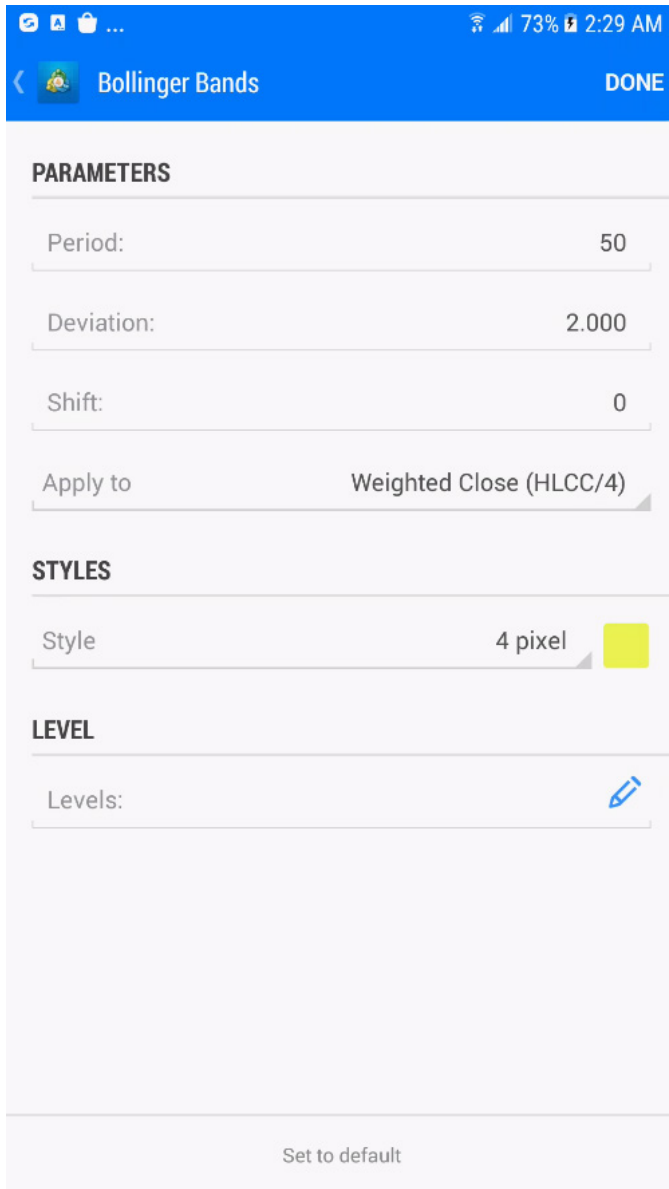 ... 73% 2:29 AM
Bollinger Bands DONE
PARAMETERS
Period: 50
Deviation: 2.000
Shift: 0
Apply to Weighted Close (HLCC/4)
STYLES
Style 4 pixel
LEVEL
Levels:
Set to default